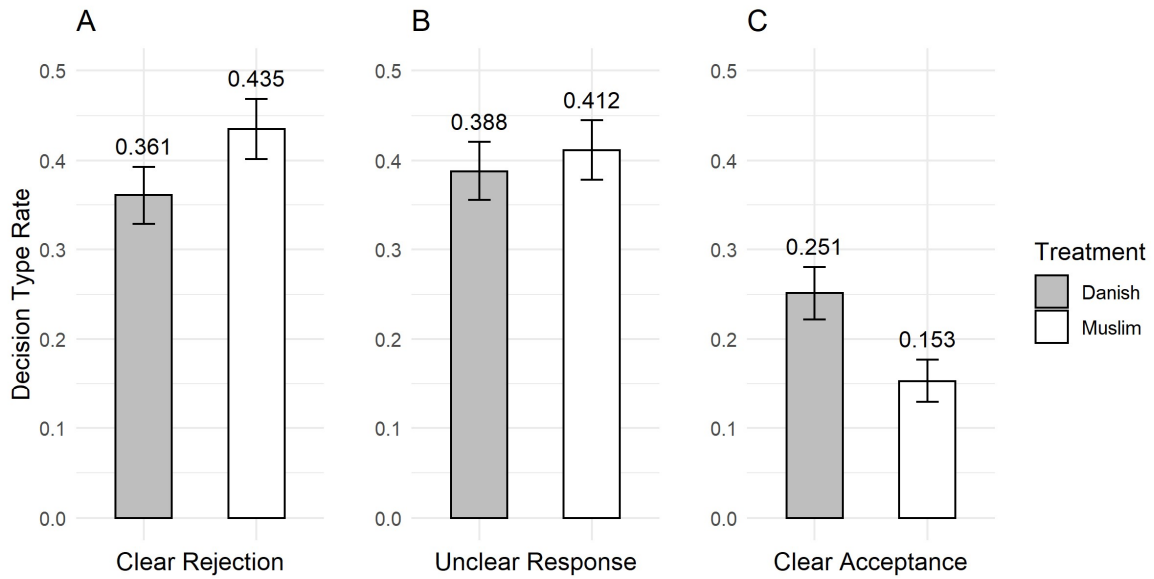 A
B
C
Decision Type Rate
0.5
0.4
0.3
0.2
0.1
0.0
0.361
0.435
Clear Rejection
0.5
0.4
0.3
0.2
0.1
0.0
0.388
0.412
Unclear Response
0.5
0.4
0.3
0.2
0.1
0.0
0.251
0.153
Clear Acceptance
Treatment
Danish
Muslim